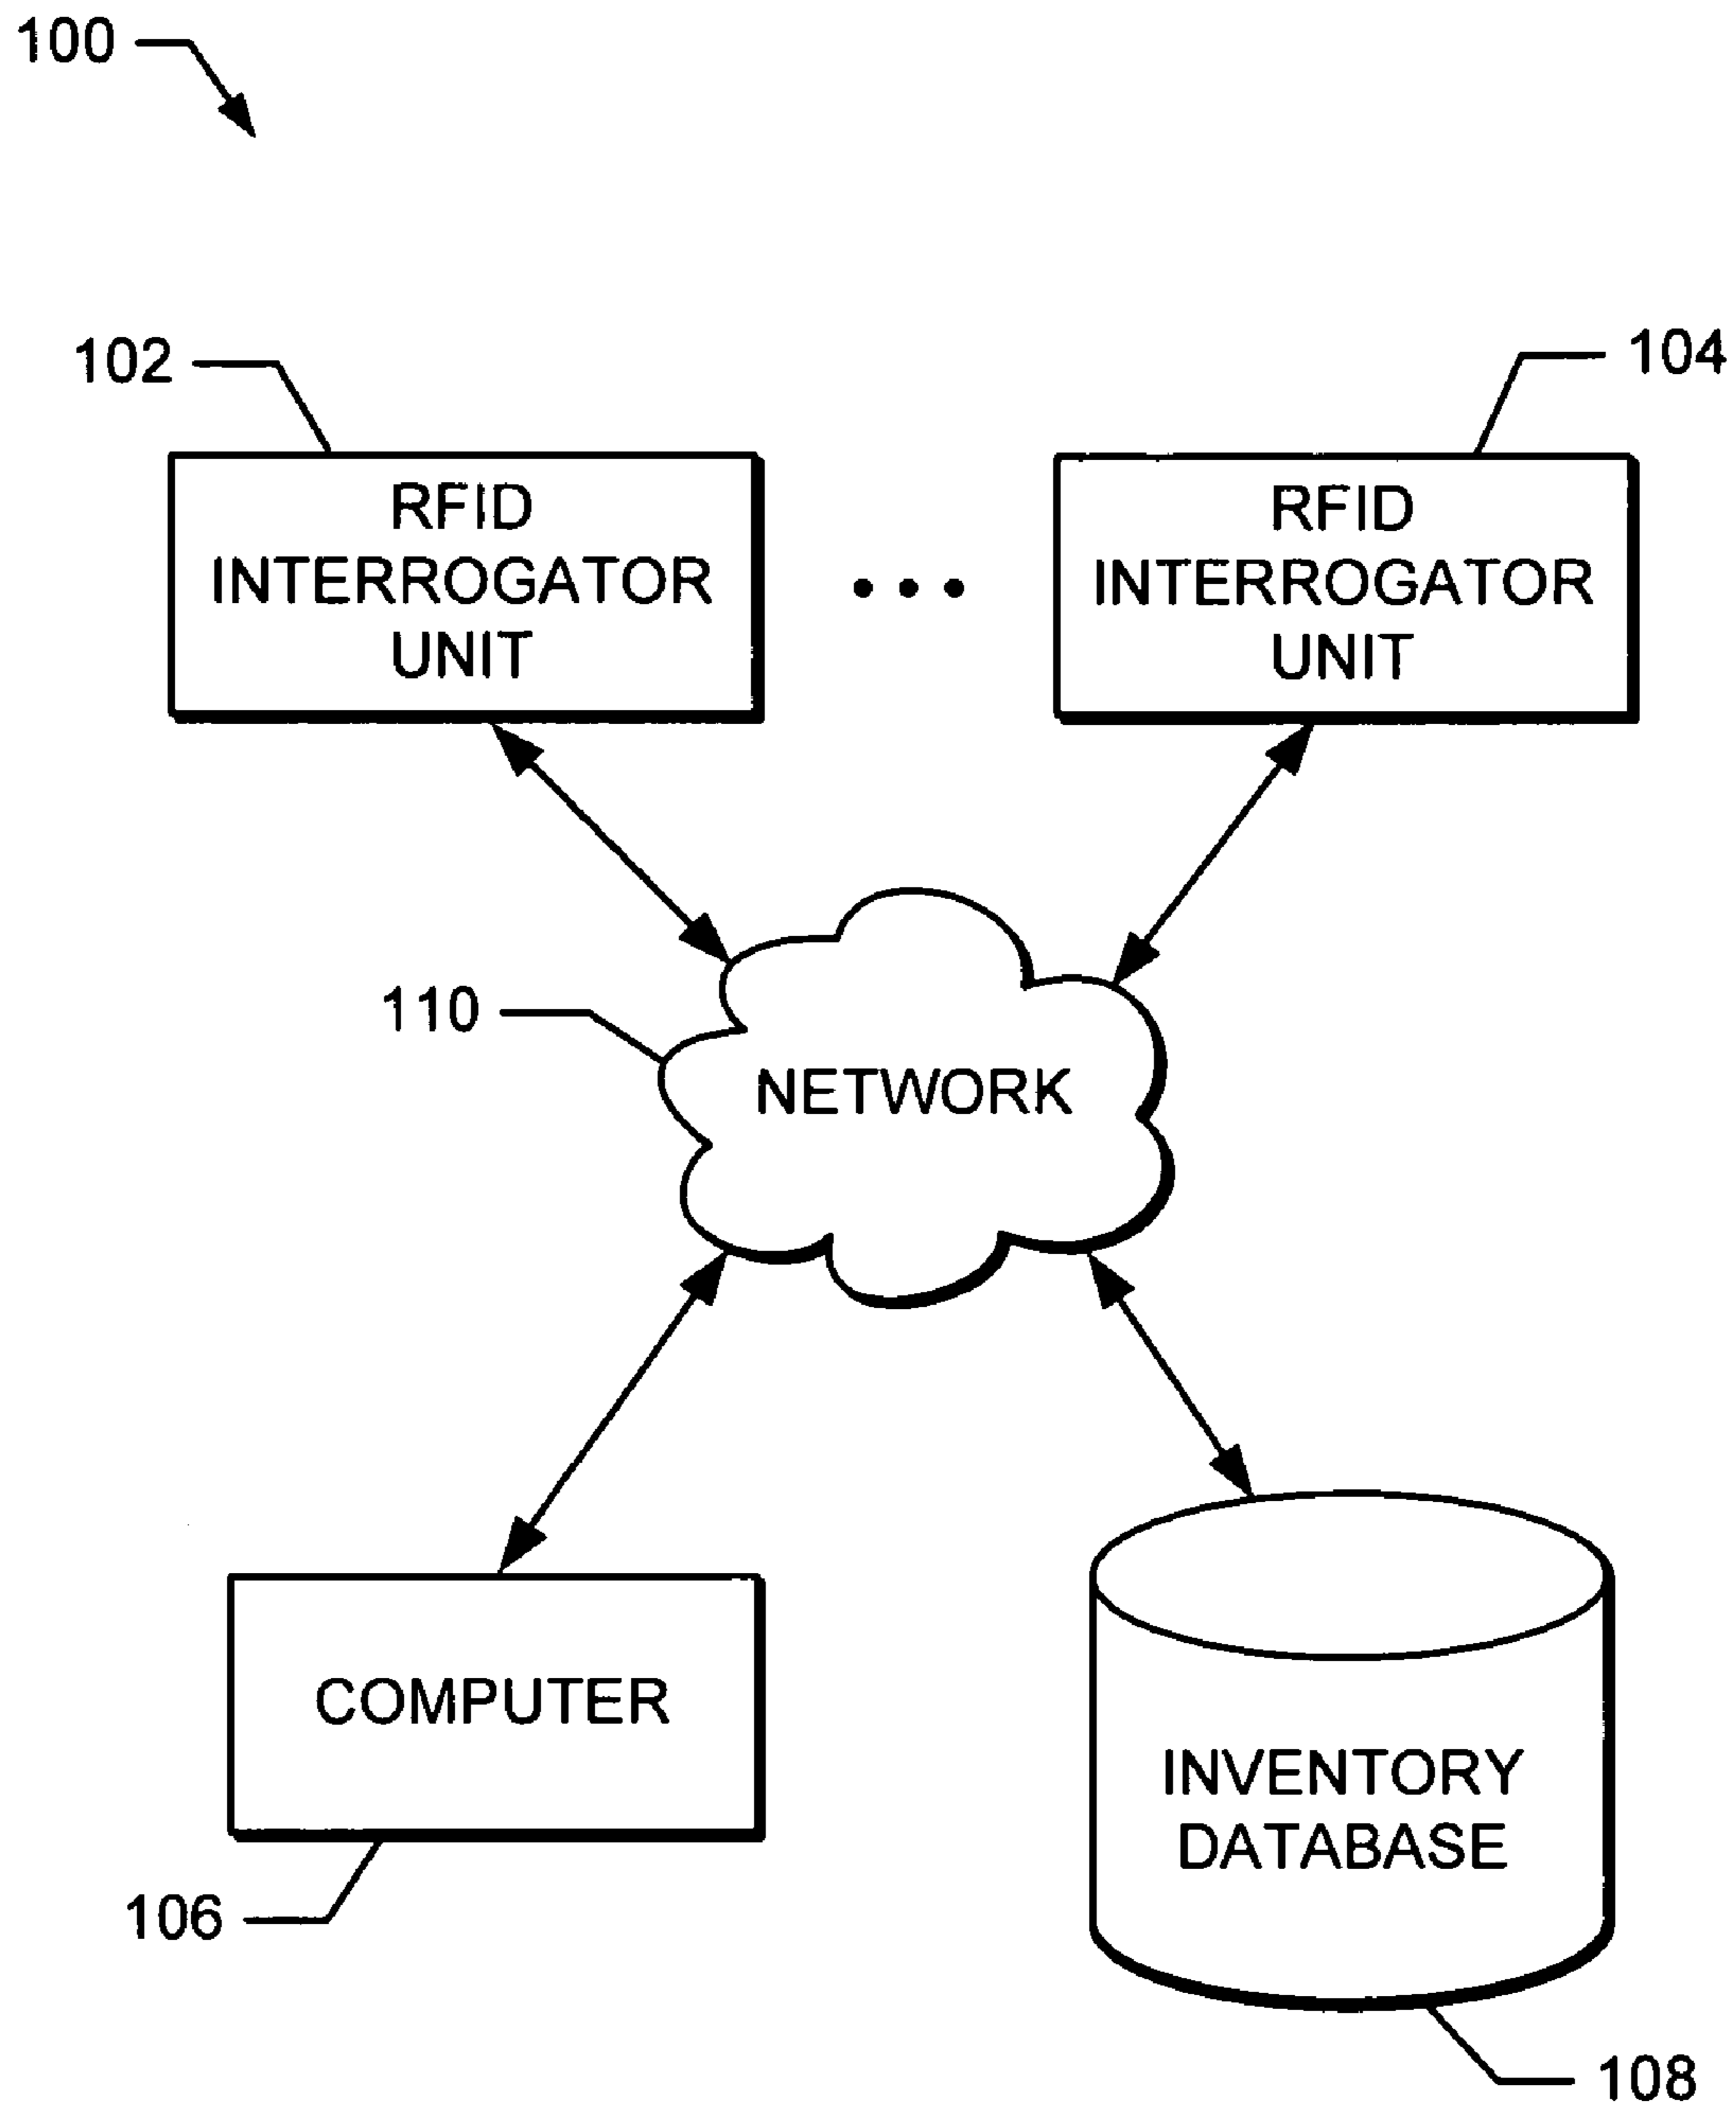 100
102
104
RFID
INTERROGATOR
UNIT
• • •
RFID
INTERROGATOR
UNIT
110
NETWORK
COMPUTER
INVENTORY
DATABASE
106
108